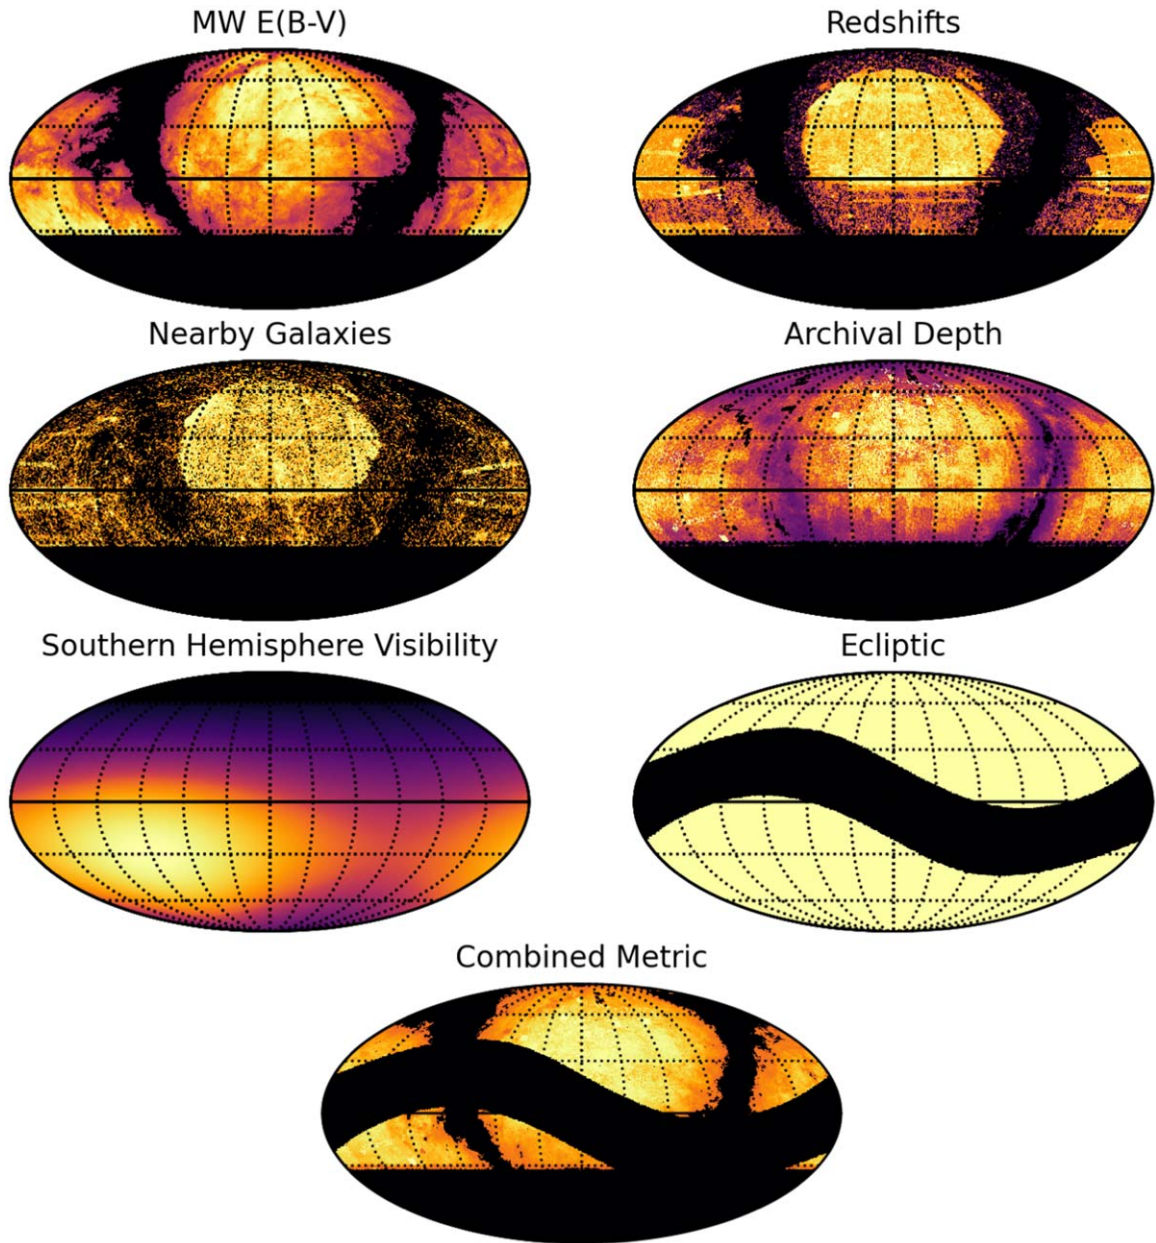 MW E(B-V)
Redshifts
Nearby Galaxies
Archival Depth
Southern Hemisphere Visibility
Ecliptic
Combined Metric